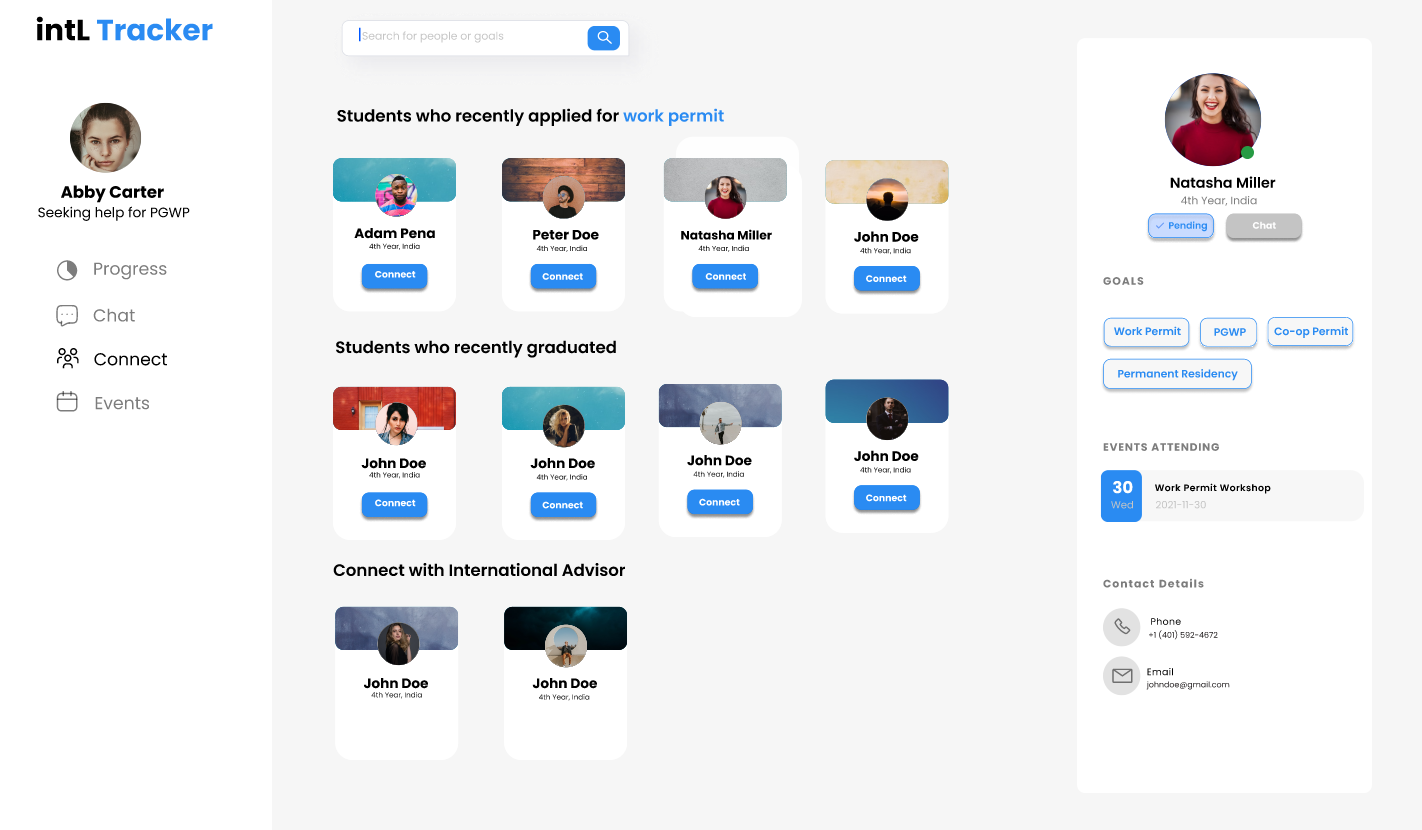 intL Tracker
Abby Carter
Seeking help for PGWP
Progress
Chat
Connect
Events
Search for people or goals
Students who recently applied for work permit
Adam Pena
4th Year, India
Connect
Peter Doe
4th Year, India
Connect
Natasha Miller
4th Year, India
Connect
John Doe
4th Year, India
Connect
Students who recently graduated
John Doe
4th Year, India
Connect
John Doe
4th Year, India
Connect
John Doe
4th Year, India
Connect
John Doe
4th Year, India
Connect
Connect with International Advisor
John Doe
4th Year, India
John Doe
4th Year, India
Natasha Miller
4th Year, India
Pending
Chat
GOALS
Work Permit
PGWP
Co-op Permit
Permanent Residency
EVENTS ATTENDING
30
Wed
Work Permit Workshop
2021-11-30
Contact Details
Phone
+1 (401) 592-4672
Email
johndoe@gmail.com